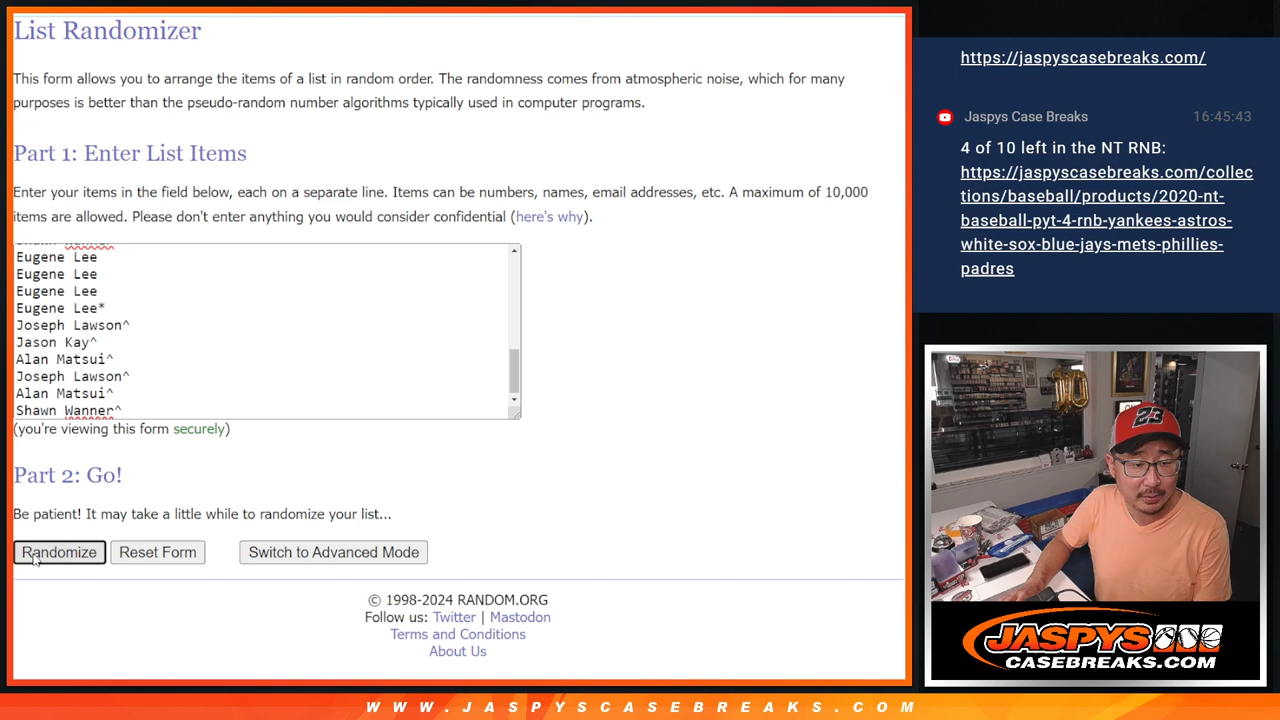 List Randomizer
This form allows you to arrange the items of a list in random order. The randomness comes from atmospheric noise, which for many
purposes is better than the pseudo-random number algorithms typically used in computer programs.
Part 1: Enter List Items
Enter your items in the field below, each on a separate line. Items can be numbers, names, email addresses, etc. A maximum of 10,000
items are allowed. Please don't enter anything you would consider confidential (here's why).
Eugene Lee
Eugene Lee
Eugene Lee
Eugene Lee*
Joseph Lawson^
Jason Kay^
Alan Matsui^
Joseph Lawson^
Alan Matsui^
Shawn Wanner^
(you're viewing this form securely)
Part 2: Go!
Be patient! It may take a little while to randomize your list...
Randomize Reset Form Switch to Advanced Mode
© 1998-2024 RANDOM.ORG
Follow us: Twitter | Mastodon
Terms and Conditions
About Us
https://jaspyscasebreaks.com/
Jaspys Case Breaks 16:45:43
4 of 10 left in the NT RNB:
https://jaspyscasebreaks.com/collec
tions/baseball/products/2020-nt-
baseball-pyt-4-rnb-yankees-astros-
white-sox-blue-jays-mets-phillies-
padres
10
23
JASPYS
CASEBREAKS.COM
WWW.JASPYSCASEBREAKS.COM